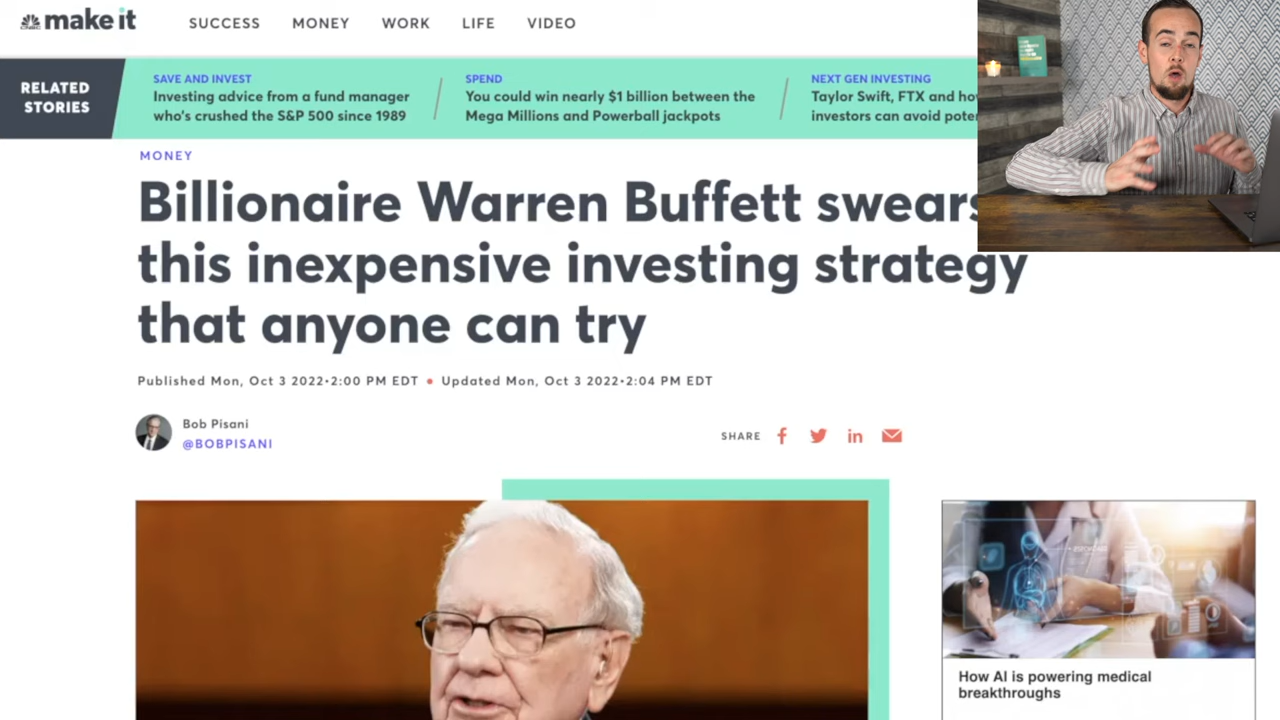 CNBC make it
SUCCESS MONEY WORK LIFE VIDEO
RELATED
STORIES
SAVE AND INVEST
Investing advice from a fund manager
who's crushed the S&P 500 since 1989
SPEND
You could win nearly $1 billion between the
Mega Millions and Powerball jackpots
NEXT GEN INVESTING
Taylor Swift, FTX and
investors can avoid
MONEY
Billionaire Warren Buffett swears
this inexpensive investing strategy
that anyone can try
Published Mon, Oct 3 2022•2:00 PM EDT • Updated Mon, Oct 3 2022•2:04 PM EDT
Bob Pisani
@BOBPISANI
SHARE
How AI is powering medical
breakthroughs